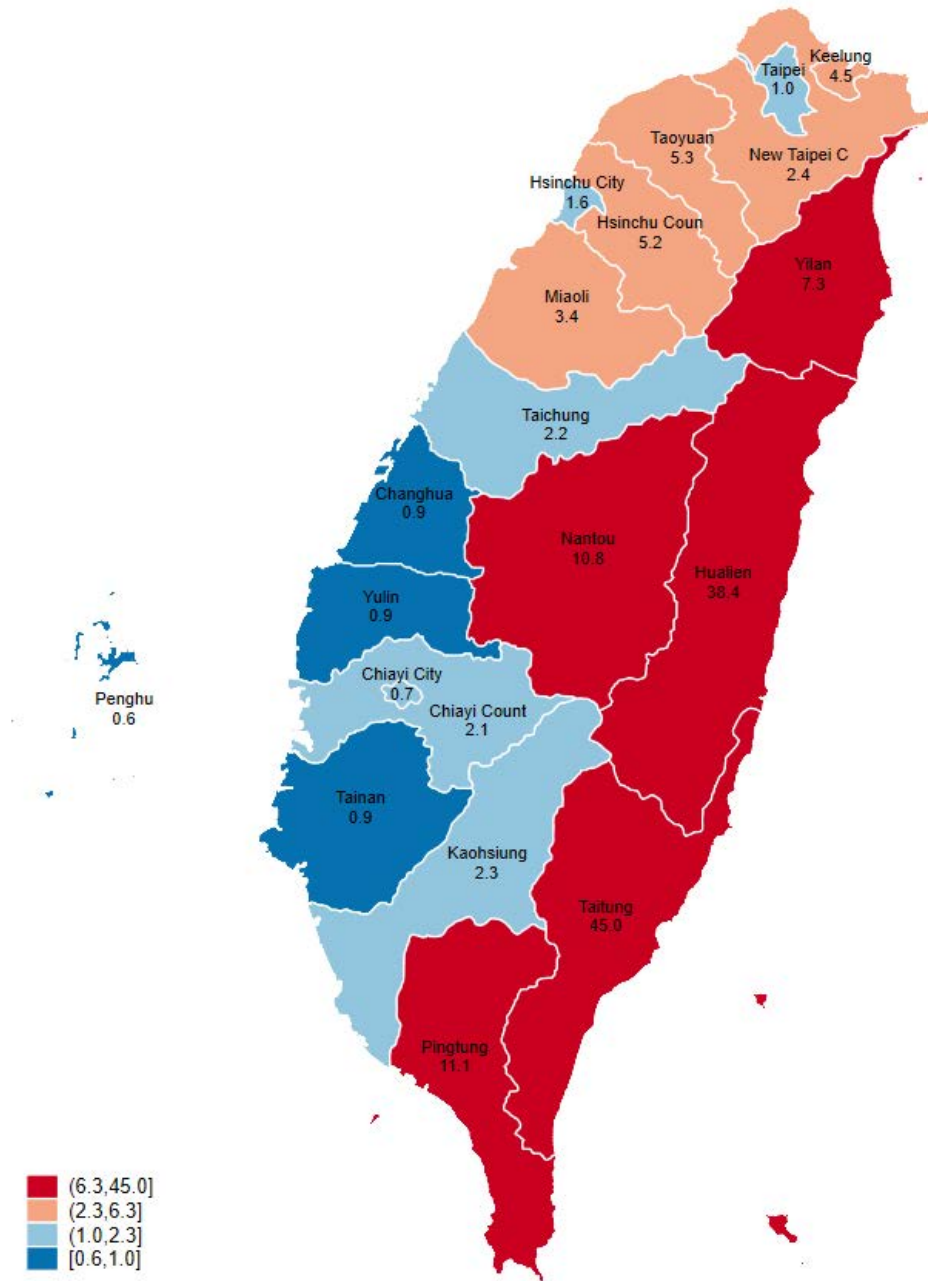 Keelung
4.5
Taipei
1.0
Taoyuan
5.3
New Taipei C
2.4
Hsinchu City
1.6
Hsinchu Coun
5.2
Yilan
7.3
Miaoli
3.4
Taichung
2.2
Changhua
0.9
Nantou
10.8
Hualien
38.4
Yulin
0.9
Chiayi City
0.7
Penghu
0.6
Chiayi Count
2.1
Tainan
0.9
Kaohsiung
2.3
Taitung
45.0
Pingtung
11.1
(6.3,45.0]
(2.3,6.3]
(1.0,2.3]
[0.6,1.0]